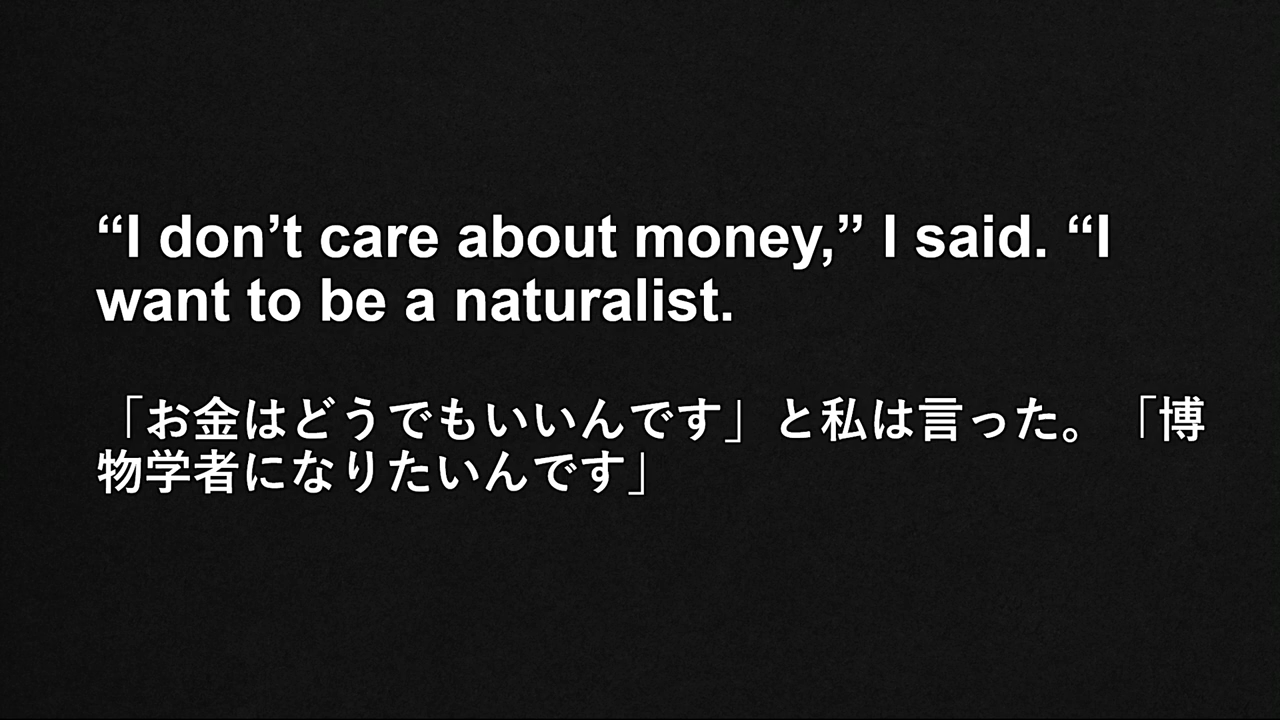 “I don’t care about money,” I said. “I
want to be a naturalist.
「お金はどうでもいいんです」と私は言った。「博
物学者になりたいんです」